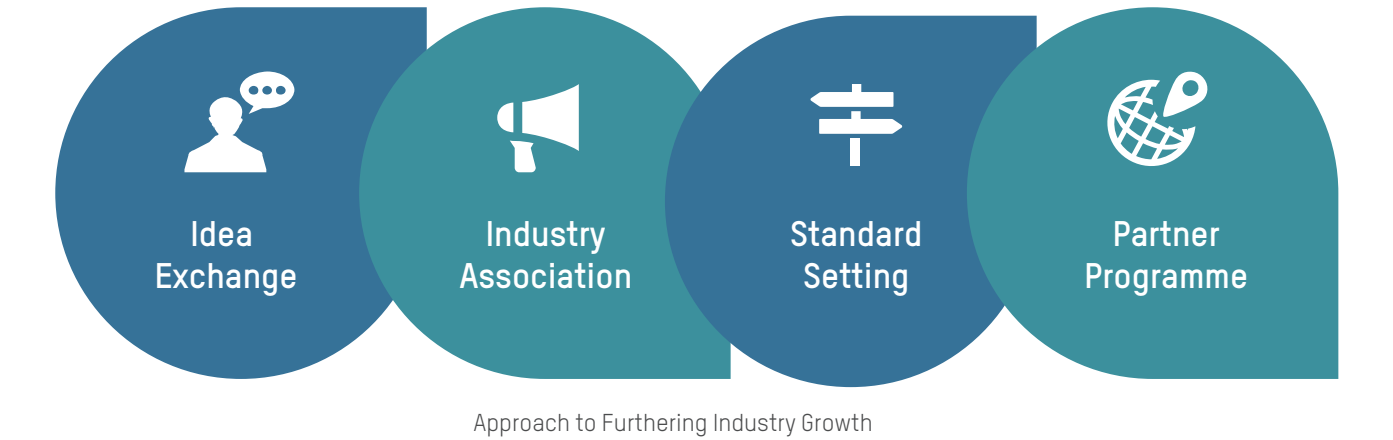 Idea
Exchange
Industry
Association
Standard
Setting
Partner
Programme
Approach to Furthering Industry Growth